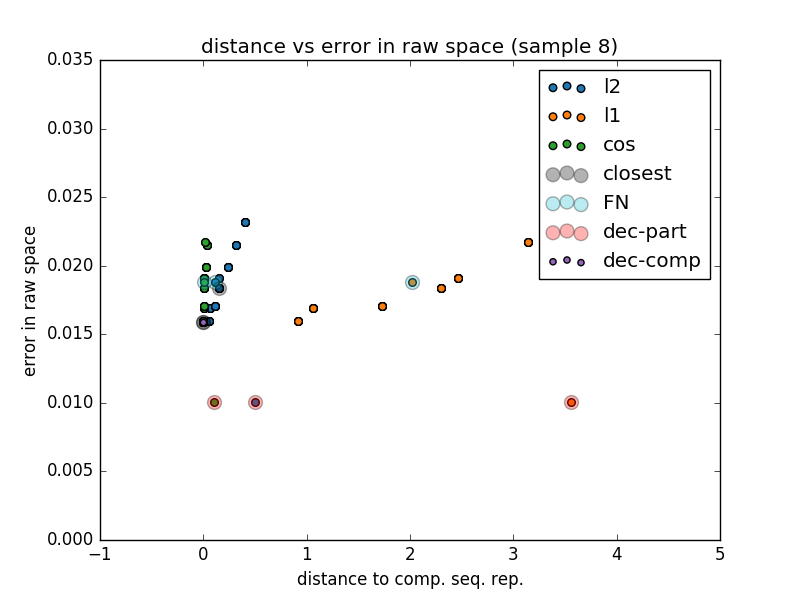 distance vs error in raw space (sample 8)
error in raw space
0.035
0.030
0.025
0.020
0.015
0.010
0.005
0.000
l2
l1
cos
closest
FN
dec-part
dec-comp
−1 0 1 2 3 4 5
distance to comp. seq. rep.